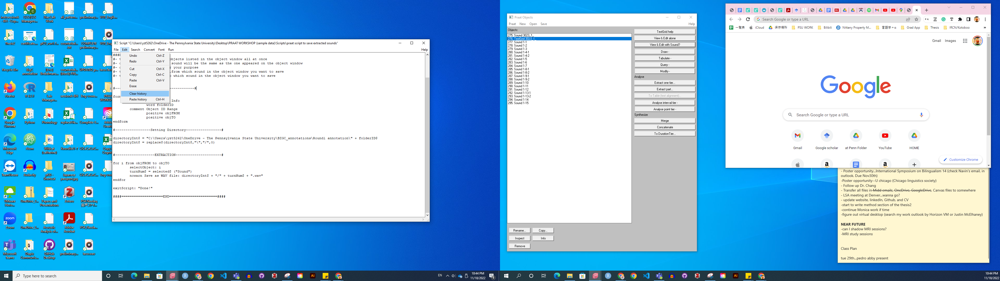 instrsessionA - BH - Cop...
CLS (CLS Managers...
Diaz Lab Work
all_pattern...
preliminary...
VOT_Englis...
Thesis2
certificate...
pf21_run1.T...
counterbal... .txt
COMPLETE preliminary...
VOT_Eng...
Recycle Bin
BigC annotation
(Eric) Brekelmans...
counterbal... (block) FIN...
UPDATED_p...
taco.Text...
Firefox
R 4.2.1
Lab Manager...
sessionA- BH
Eng-vowe...
PRAA WORKSH...
Google Chrome
Python
Phonology
replaceFile...
Complete-E...
Adob Creati
Microsoft Edge
Atom
Wildcat (catherine)
Xwordlist1-7
CiCeCaCoC...
Copy Cognit
TeamViewer
Audacity
pf30 - Shortcut
Japanese passport.jpg
CiCeCaCoC...
Eng-vow
VMware Horiz...
OneDrive_2...
Papers and Presentations
Zotero
PS4 Nasdaq 音声ファイ...
Zoom
OneDrive_2...
Acoustic Analysis of...
Adobe Acrobat
PS4_Nasda...
Microsoft Teams
Diapix Communic...
GitHub Desktop
preliminary...
taco.wav
Script "C:\Users\yzt5262\OneDrive - The Pennsylvania State University\Desktop\PRAAT WORKSHOP (sample data)\Scripts\praat script to save extracted sounds"
File Edit Search Convert Font Run Help
Undo Ctrl-Z
Redo Ctrl-Y
Cut Ctrl-X
Copy Ctrl-C
Paste Ctrl-V
Erase
Clear history
Paste history Ctrl-H
####
#- t objects listed in the object window all at once
#- sound will be the same as the one appeared on the object window
#- r your purpose
#- t .from which sound in the object window you want to save
#- t o which sound in the object window you want to save
#-- -----------------------------#
form
Info
word folderID
comment Object ID Range
positive objFROM
positive objTO
endform
#-----------------Setting Directory-----------------#
directoryInt$ = "C:\Users\yzt5262\OneDrive - The Pennsylvania State University\BIGC_annotations\Round1 annotation\" + folderID$
directoryInt$ = replace$(directoryInt$,"\","/",0)
#-------------------EXTRACTION----------------------#
for i from objFROM to objTO
selectObject: i
turnNum$ = selected$ ("Sound")
nowarn Save as WAV file: directoryInt$ + "/" + turnNum$ + ".wav"
endfor
exitScript: "Done!"
####====================END=======================####
Type here to search
EN
10:44 PM
11/18/2022
6
Praat Objects
Praat New Open Save Help
Objects:
275. Sound 3023_1_
276. TextGrid 3023_1_
277. Sound 1-1
278. Sound 1-2
279. Sound 1-3
280. Sound 1-4-1
281. Sound 1-4-2
282. Sound 1-5
283. Sound 1-6
284. Sound 1-7
285. Sound 1-8-1
286. Sound 1-8-2
287. Sound 1-9-1
288. Sound 1-9-2
289. Sound 1-10
290. Sound 1-11
291. Sound 1-12
292. Sound 1-13-1
293. Sound 1-13-2
294. Sound 1-14
295. Sound 1-15
TextGrid help
View & Edit alone
View & Edit with Sound?
Draw -
Tabulate -
Query -
Modify -
Analyse
Extract one tier...
Extract part...
To Table (text alignment)...
Analyse interval tier -
Analyse point tier -
Synthesize
Merge
Concatenate
To DurationTier...
Rename... Copy...
Inspect Info
Remove
Search Google or type a URL
一覧表 iCloud 保存場所 PSU WORK Bilibili Nittany Property M... 言語学+α Grad App Thesis IRCN/Kotoboo »
Gmail Images
Google
Search Google or type a URL
Gmail
Google scholar
at Penn Folder
YouTube
HOME
Customize Chrome
- Poster opportunity...International Symposium on Bilingualism 14 (check Navin's email, in
outlook. Due Nov30th)
-Poster opportunity--U chicago (Chicago linguistics society)
- Follow up Dr. Chang
- Transfer all files in Midd emails, OneDrive, GoogleDrive, Canvas files to somewhere
- LSA meeting at Denver...wanna go?
- update website, linkedIn, Github, and CV
-start to write method section of the thesis2
-continue Monica work if time
-figure out virtual desktop (search my work outlook by Horizon VM or Justin McElhaney)
NEAR FUTURE
-can I shadow MRI sessions?
-MRI study sessions
Class Plan
tue 29th...pedro abby present
10:44 PM
11/18/2022